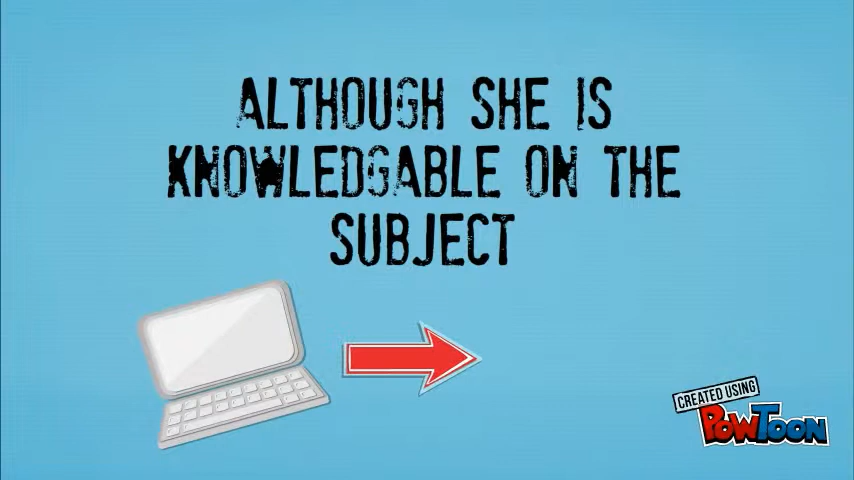 ALTHOUGH SHE IS
KNOWLEDGABLE ON THE
SUBJECT
CREATED USING
POWTOON